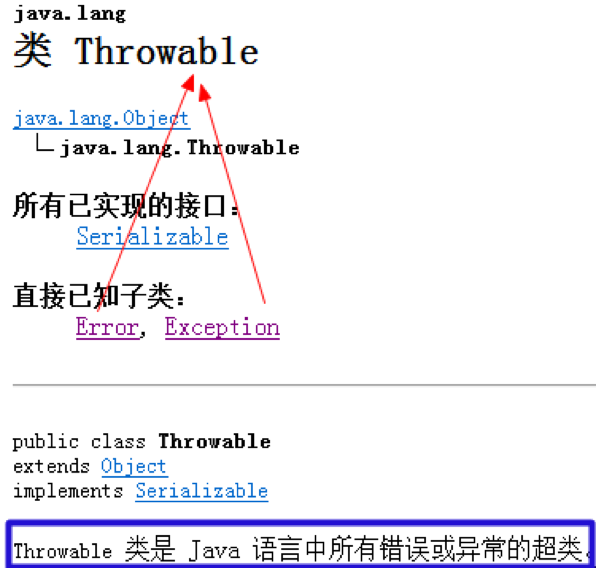 java.lang
类 Throwable
java.lang.Object
java.lang.Throwable
所有已实现的接口：
Serializable
直接已知子类：
Error, Exception
public class Throwable
extends Object
implements Serializable
Throwable 类是 Java 语言中所有错误或异常的超类。